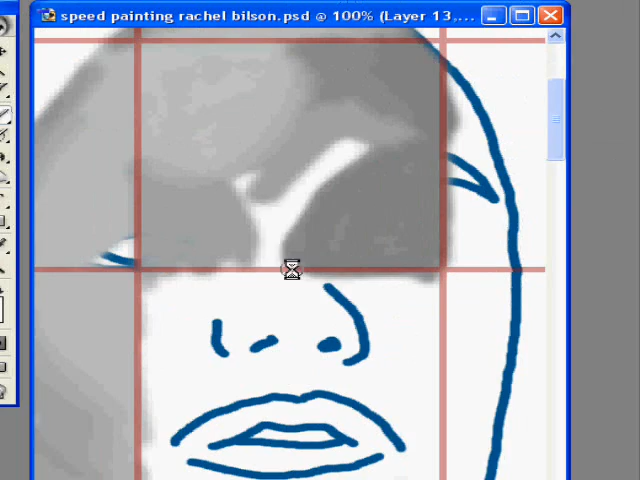 speed painting rachel bilson.psd @ 100% (Layer 13,...